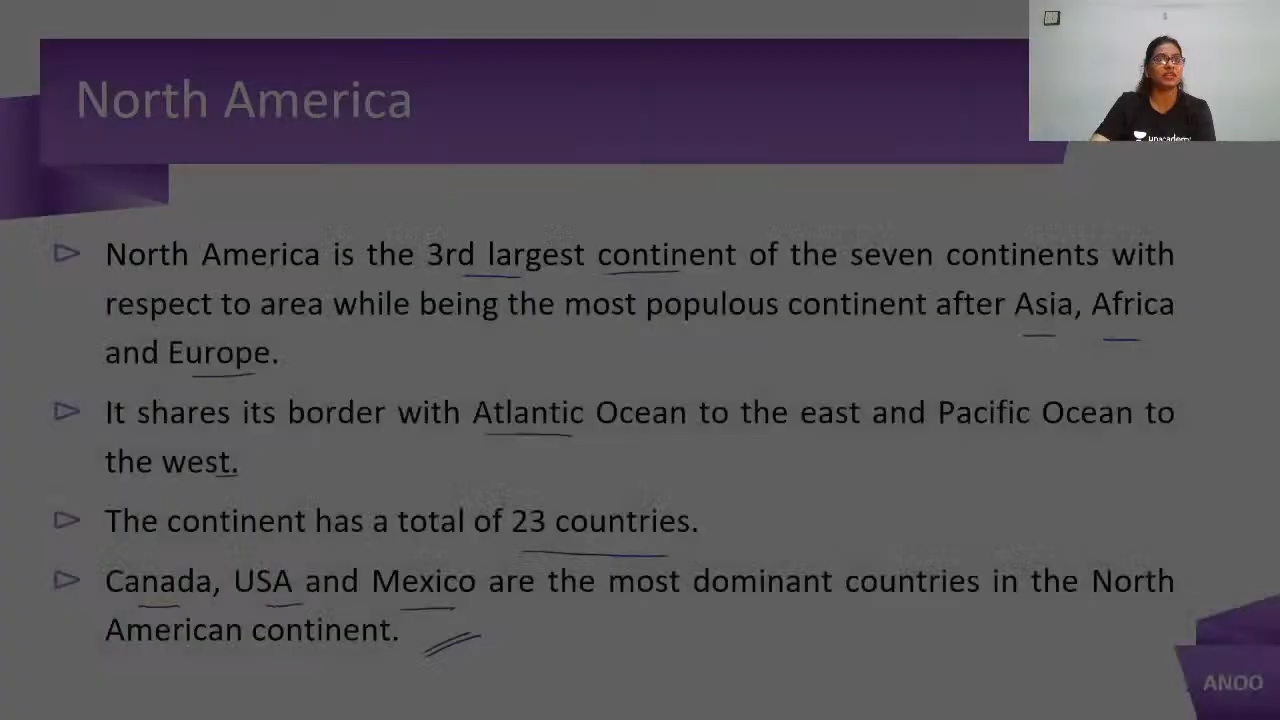 North America
North America is the 3rd largest continent of the seven continents with
respect to area while being the most populous continent after Asia, Africa
and Europe.
It shares its border with Atlantic Ocean to the east and Pacific Ocean to
the west.
The continent has a total of 23 countries.
Canada, USA and Mexico are the most dominant countries in the North
American continent.
ANOO
unacademy